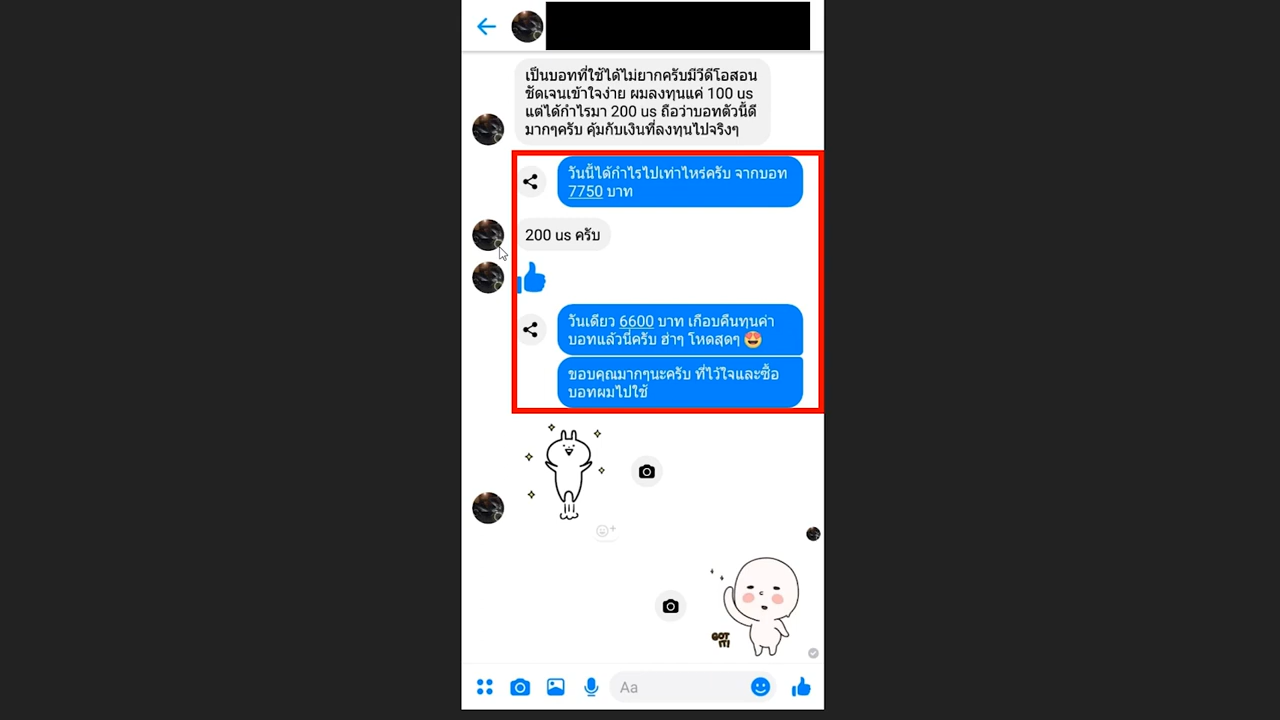 เป็นบอทที่ใช้ได้ไม่ยากครับมีวีดีโอสอน
ชัดเจนเข้าใจง่าย ผมลงทุนแค่ 100 us
แต่ได้กำไรมา 200 us ถือว่าบอทตัวนี้ดี
มากๆครับ คุ้มกับเงินที่ลงทุนไปจริงๆ
วันนี้ได้กำไรไปเท่าไหร่ครับ จากบอท
7750 บาท
200 us ครับ
วันเดียว 6600 บาท เกือบคืนทุนค่า
บอทแล้วนี่ครับ ฮ่าๆ โหดสุดๆ 🤩
ขอบคุณมากๆนะครับ ที่ไว้ใจและซื้อ
บอทผมไปใช้
GOT
IT!
Aa